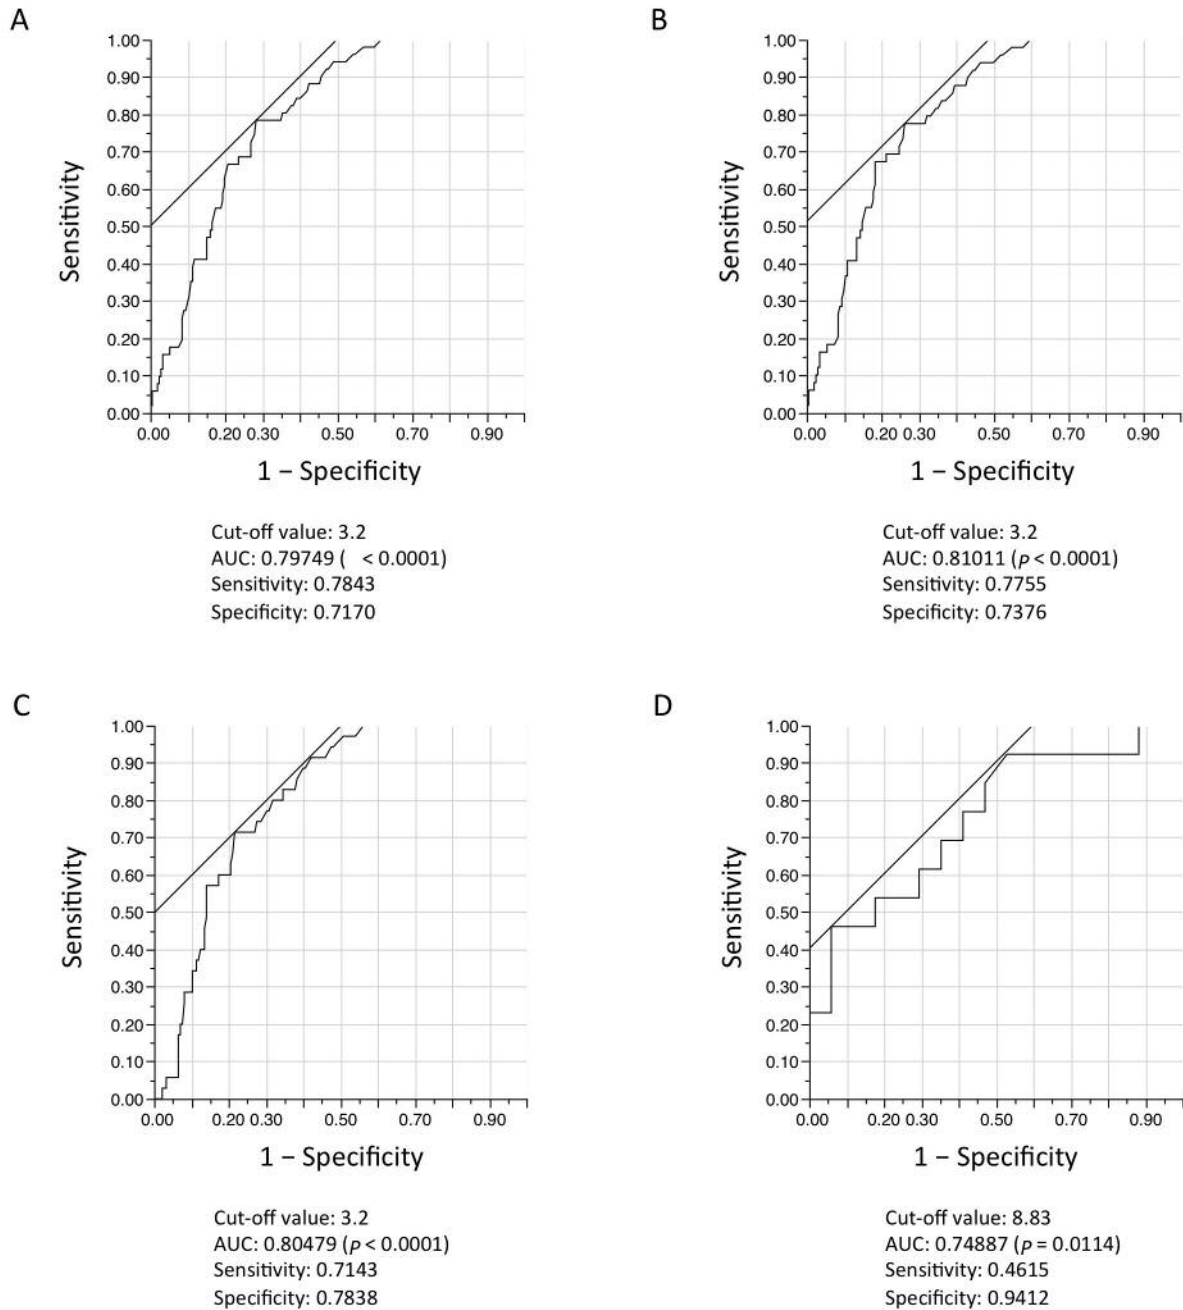 A
1.00
0.90
0.80
0.70
0.60
0.50
0.40
0.30
0.20
0.10
0.00
Sensitivity
0.00 0.20 0.30 0.50 0.70 0.90
1 – Specificity
Cut-off value: 3.2
AUC: 0.79749 ( < 0.0001)
Sensitivity: 0.7843
Specificity: 0.7170
B
1.00
0.90
0.80
0.70
0.60
0.50
0.40
0.30
0.20
0.10
0.00
Sensitivity
0.00 0.20 0.30 0.50 0.70 0.90
1 – Specificity
Cut-off value: 3.2
AUC: 0.81011 (p < 0.0001)
Sensitivity: 0.7755
Specificity: 0.7376
C
1.00
0.90
0.80
0.70
0.60
0.50
0.40
0.30
0.20
0.10
0.00
Sensitivity
0.00 0.20 0.30 0.50 0.70 0.90
1 – Specificity
Cut-off value: 3.2
AUC: 0.80479 (p < 0.0001)
Sensitivity: 0.7143
Specificity: 0.7838
D
1.00
0.90
0.80
0.70
0.60
0.50
0.40
0.30
0.20
0.10
0.00
Sensitivity
0.00 0.20 0.30 0.50 0.70 0.90
1 – Specificity
Cut-off value: 8.83
AUC: 0.74887 (p = 0.0114)
Sensitivity: 0.4615
Specificity: 0.9412